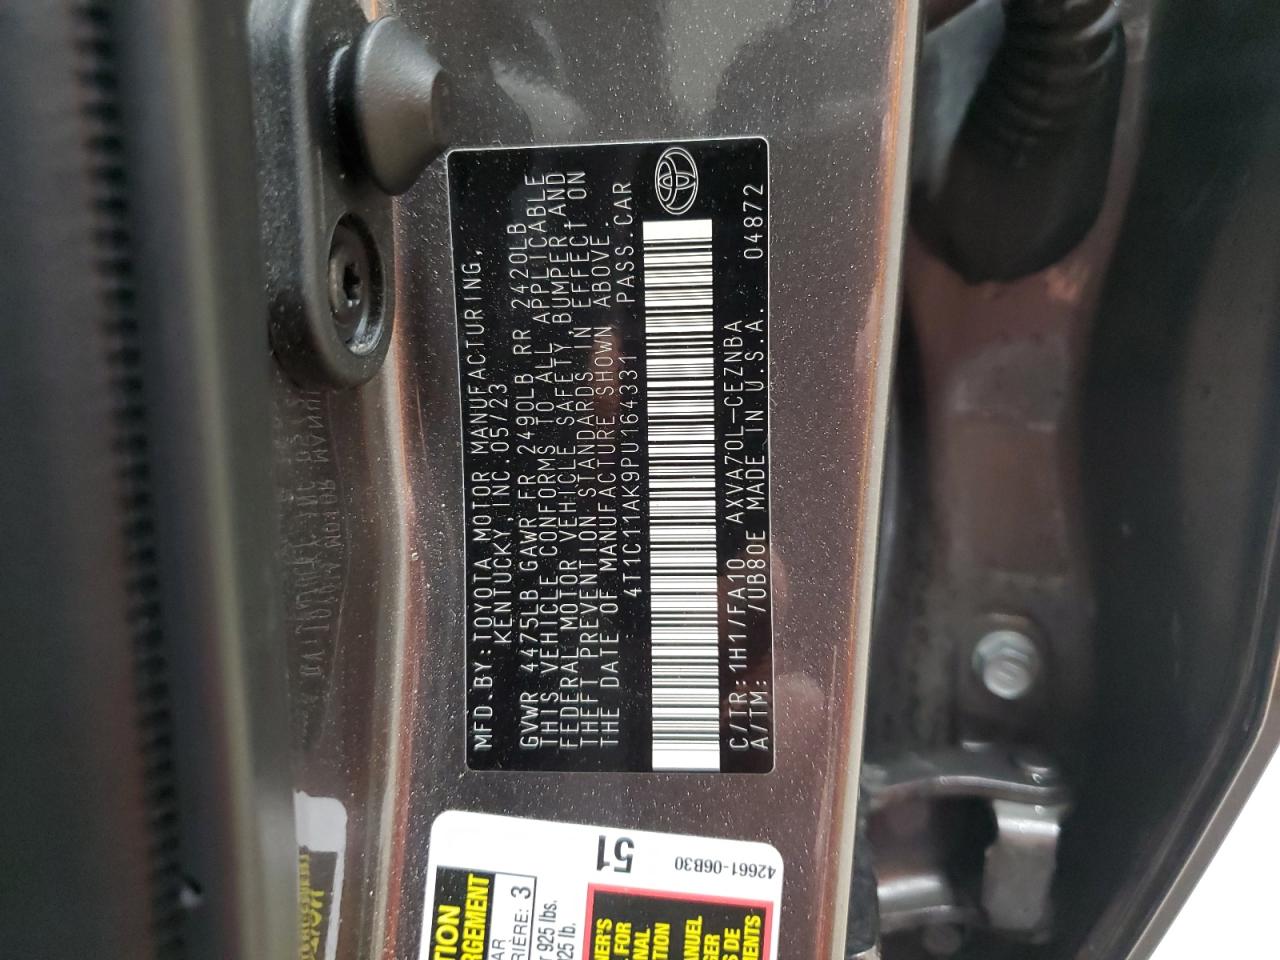 MFD. BY: TOYOTA MOTOR MANUFACTURING,
KENTUCKY, INC 05/23
GVWR 4475LB GAWR FR 2490LB RR 2420LB
THIS VEHICLE CONFORMS TO ALL APPLICABLE
FEDERAL MOTOR VEHICLE SAFETY, BUMPER AND
THEFT PREVENTION STANDARDS IN EFFECT ON
THE DATE OF MANUFACTURE SHOWN ABOVE.
4T1C11AK9PU164331 PASS. CAR
C/TR: 1H1/FA10 AXVA70L-CEZNBA
A/TM: /UB80E MADE IN U.S.A. 04872
51
42661-06B30
RIÈRE: 3
925 lbs.